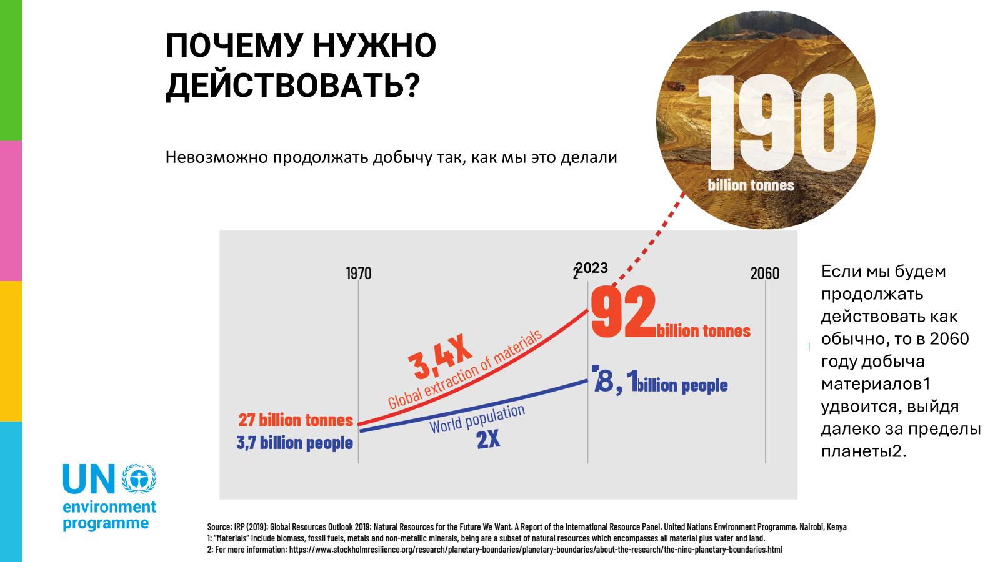 ПОЧЕМУ НУЖНО
ДЕЙСТВОВАТЬ?
190
billion tonnes
Невозможно продолжать добычу так, как мы это делали
1970
2023
2060
92 billion tonnes
3,4X
Global extraction of materials
8,1 billion people
27 billion tonnes
3,7 billion people
World population
2X
Если мы будем
продолжать
действовать как
обычно, то в 2060
году добыча
материалов1
удвоится, выйдя
далеко за пределы
планеты2.
UN
environment
programme
Source: IRP (2019): Global Resources Outlook 2019: Natural Resources for the Future We Want. A Report of the International Resource Panel. United Nations Environment Programme. Nairobi, Kenya
1: “Materials” include biomass, fossil fuels, metals and non-metallic minerals, being are a subset of natural resources which encompasses all material plus water and land.
2: For more information: https://www.stockholmresilience.org/research/planetary-boundaries/planetary-boundaries/about-the-research/the-nine-planetary-boundaries.html